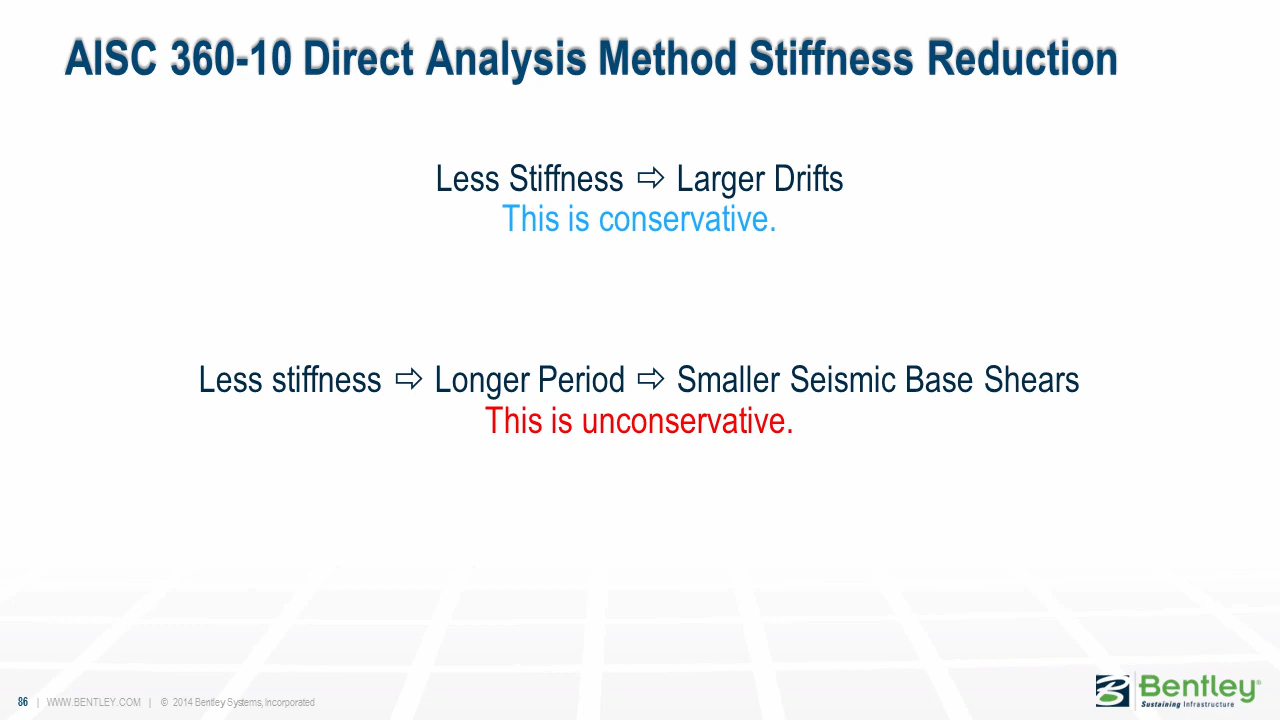 AISC 360-10 Direct Analysis Method Stiffness Reduction
Less Stiffness ⇨ Larger Drifts
This is conservative.
Less stiffness ⇨ Longer Period ⇨ Smaller Seismic Base Shears
This is unconservative.
86 | WWW.BENTLEY.COM | © 2014 Bentley Systems, Incorporated
Bentley®
Sustaining Infrastructure